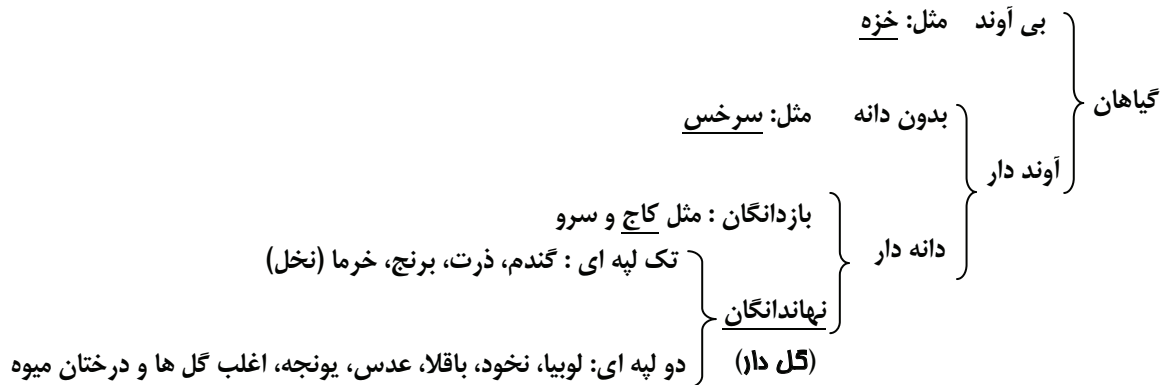 بی آوند مثل: خزه
گیاهان
بدون دانه مثل: سرخس
آوند دار
بازدانگان : مثل کاج و سرو
دانه دار
تک لپه ای : گندم، ذرت، برنج، خرما (نخل)
نهاندانگان
(گل دار)
دو لپه ای: لوبیا، نخود، باقلا، عدس، یونجه، اغلب گل ها و درختان میوه